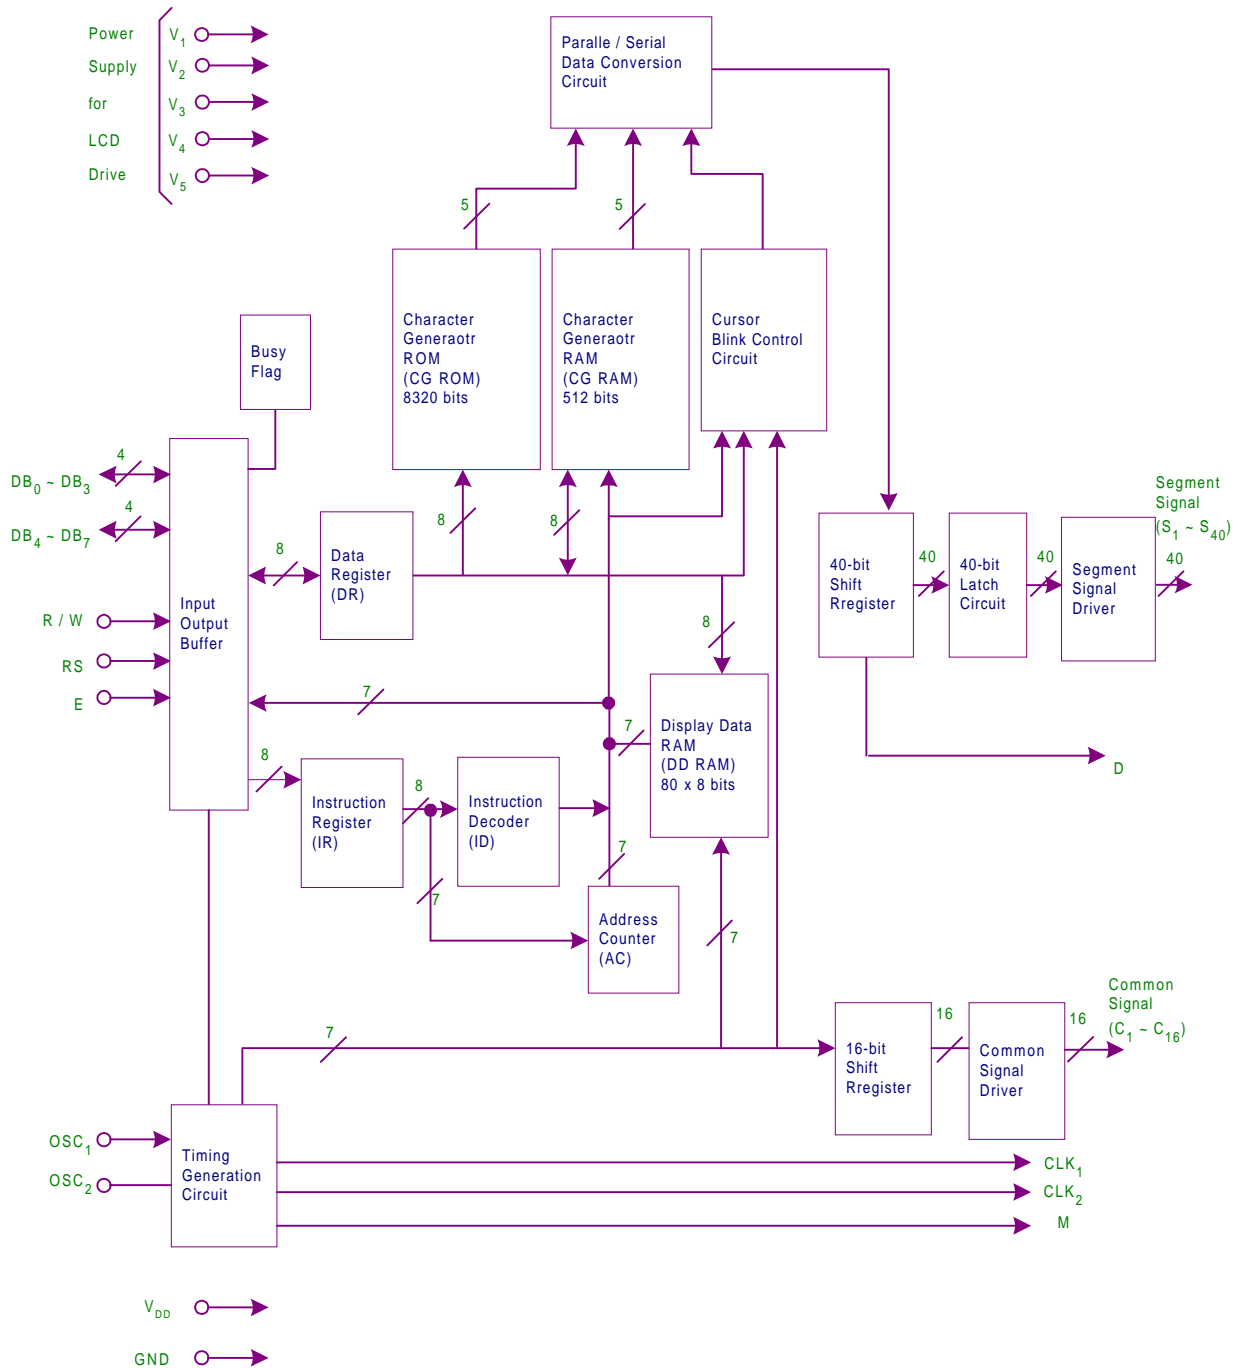 Power V1
Supply V2
for V3
LCD V4
Drive V5
Paralle / Serial
Data Conversion
Circuit
5
5
Character
Generaotr
ROM
(CG ROM)
8320 bits
Character
Generaotr
RAM
(CG RAM)
512 bits
Cursor
Blink Control
Circuit
Busy
Flag
4
DB0 ~ DB3
4
DB4 ~ DB7
R / W
RS
E
Input
Output
Buffer
8
Data
Register
(DR)
8
8
8
7
7
Display Data
RAM
(DD RAM)
80 x 8 bits
8
Instruction
Register
(IR)
8
7
Instruction
Decoder
(ID)
7
Address
Counter
(AC)
7
40-bit
Shift
Rregister
40
40-bit
Latch
Circuit
40
Segment
Signal
Driver
Segment
Signal
(S1 ~ S40)
40
D
7
16-bit
Shift
Rregister
16
Common
Signal
Driver
16
Common
Signal
(C1 ~ C16)
OSC1
OSC2
Timing
Generation
Circuit
CLK1
CLK2
M
VDD
GND